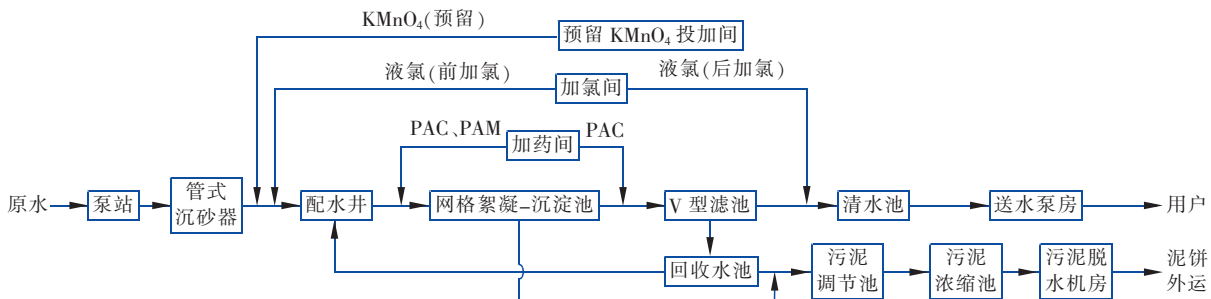 KMnO₄(预留)
预留 KMnO₄ 投加间
液氯(前加氯)
加氯间
液氯(后加氯)
PAC、PAM
加药间
PAC
原水
泵站
管式
沉砂器
配水井
网格絮凝–沉淀池
V 型滤池
清水池
送水泵房
用户
回收水池
污泥
调节池
污泥
浓缩池
污泥脱
水机房
泥饼
外运